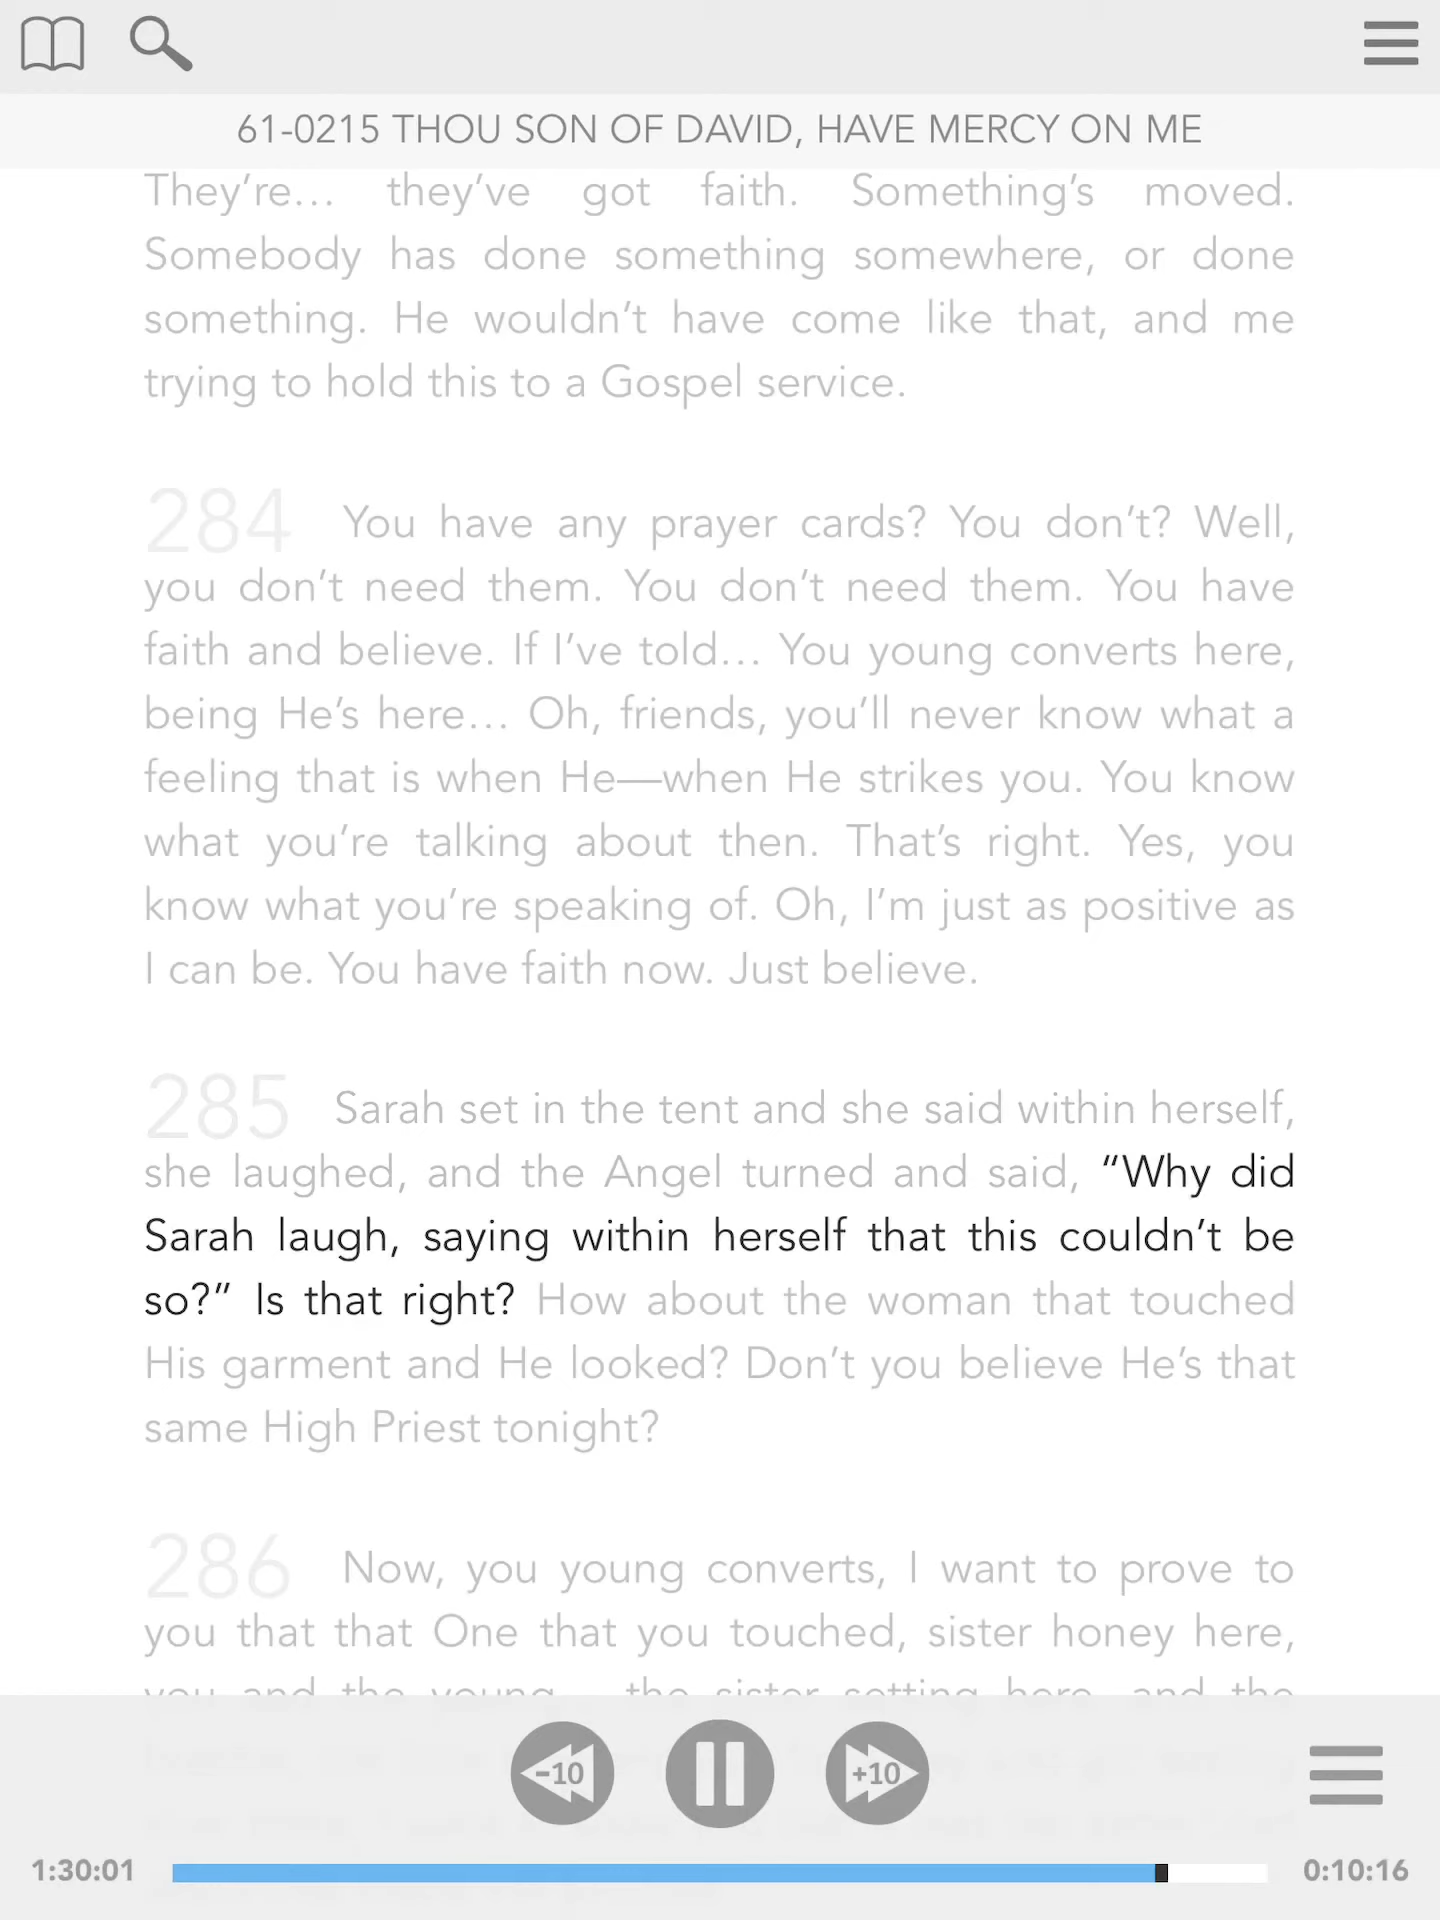 61-0215 THOU SON OF DAVID, HAVE MERCY ON ME
They’re… they’ve got faith. Something’s moved.
Somebody has done something somewhere, or done
something. He wouldn’t have come like that, and me
trying to hold this to a Gospel service.
284 You have any prayer cards? You don’t? Well,
you don’t need them. You don’t need them. You have
faith and believe. If I’ve told… You young converts here,
being He’s here… Oh, friends, you’ll never know what a
feeling that is when He—when He strikes you. You know
what you’re talking about then. That’s right. Yes, you
know what you’re speaking of. Oh, I’m just as positive as
I can be. You have faith now. Just believe.
285 Sarah set in the tent and she said within herself,
she laughed, and the Angel turned and said, “Why did
Sarah laugh, saying within herself that this couldn’t be
so?” Is that right? How about the woman that touched
His garment and He looked? Don’t you believe He’s that
same High Priest tonight?
286 Now, you young converts, I want to prove to
you that that One that you touched, sister honey here,
you and the young… the sister setting here, and the
-10 +10
1:30:01 0:10:16